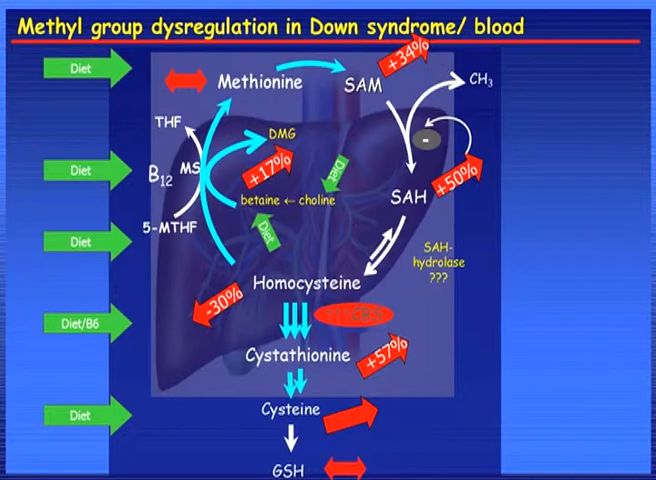 Methyl group dysregulation in Down syndrome/ blood
Diet
Methionine
SAM
+34%
CH3
THF
DMG
-
Diet
B12
MS
+17%
Diet
+50%
betaine ← choline
SAH
5-MTHF
Diet
Diet
SAH-
hydrolase
???
Homocysteine
-30%
Diet/B6
Cystathionine
+57%
Diet
Cysteine
GSH